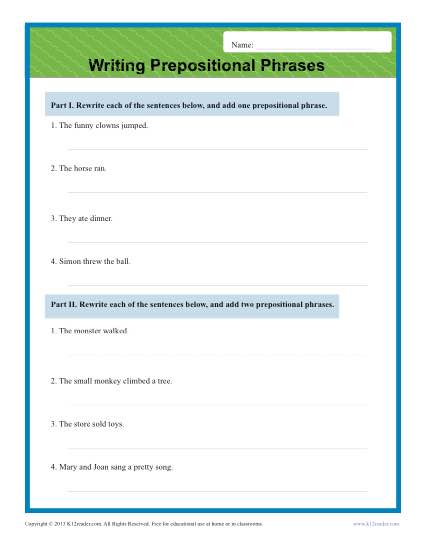 Name:
Writing Prepositional Phrases
Part I. Rewrite each of the sentences below, and add one prepositional phrase.
1. The funny clowns jumped.
2. The horse ran.
3. They ate dinner.
4. Simon threw the ball.
Part II. Rewrite each of the sentences below, and add two prepositional phrases.
1. The monster walked.
2. The small monkey climbed a tree.
3. The store sold toys.
4. Mary and Joan sang a pretty song.
Copyright © 2013 K12reader.com. All Rights Reserved. Free for educational use at home or in classrooms.
www.k12reader.com